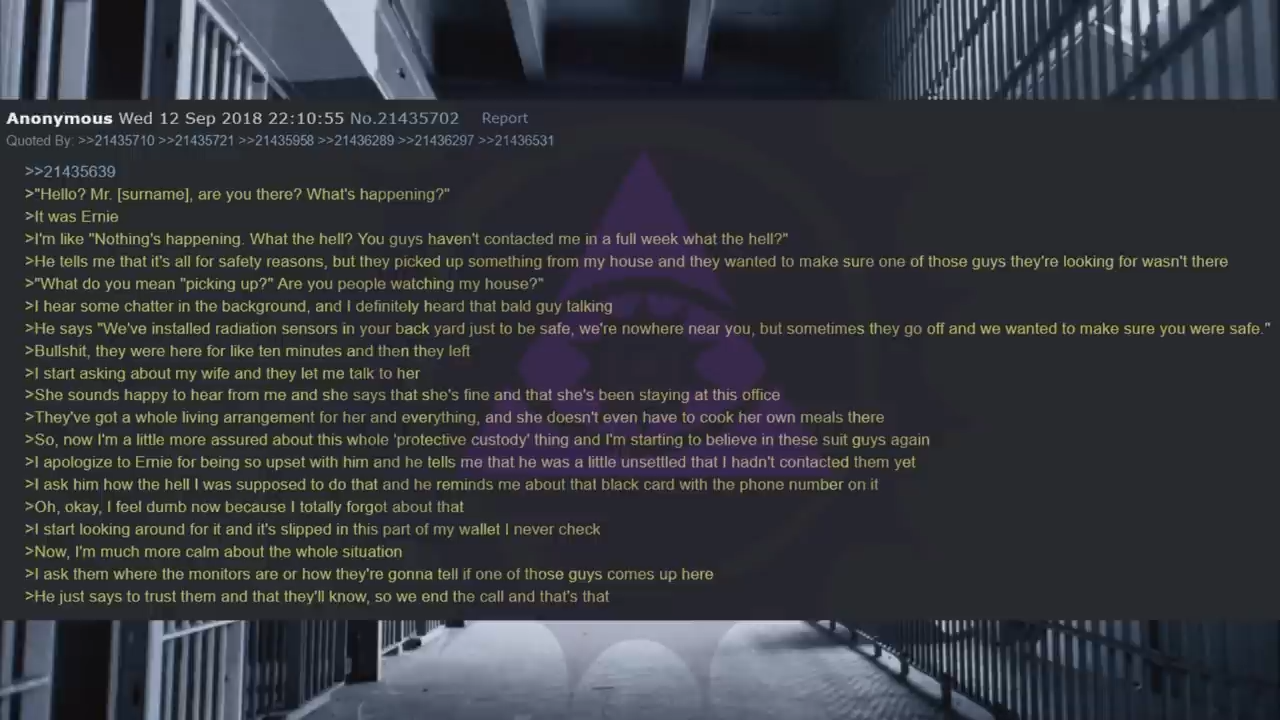 Anonymous Wed 12 Sep 2018 22:10:55 No.21435702 Report
Quoted By: >>21435710 >>21435721 >>21435958 >>21436289 >>21436297 >>21436531
>>21435639
>"Hello? Mr. [surname], are you there? What's happening?"
>It was Ernie
>I'm like "Nothing's happening. What the hell? You guys haven't contacted me in a full week what the hell?"
>He tells me that it's all for safety reasons, but they picked up something from my house and they wanted to make sure one of those guys they're looking for wasn't there
>"What do you mean "picking up?" Are you people watching my house?"
>I hear some chatter in the background, and I definitely heard that bald guy talking
>He says "We've installed radiation sensors in your back yard just to be safe, we're nowhere near you, but sometimes they go off and we wanted to make sure you were safe."
>Bullshit, they were here for like ten minutes and then they left
>I start asking about my wife and they let me talk to her
>She sounds happy to hear from me and she says that she's fine and that she's been staying at this office
>They've got a whole living arrangement for her and everything, and she doesn't even have to cook her own meals there
>So, now I'm a little more assured about this whole 'protective custody' thing and I'm starting to believe in these suit guys again
>I apologize to Ernie for being so upset with him and he tells me that he was a little unsettled that I hadn't contacted them yet
>I ask him how the hell I was supposed to do that and he reminds me about that black card with the phone number on it
>Oh, okay, I feel dumb now because I totally forgot about that
>I start looking around for it and it's slipped in this part of my wallet I never check
>Now, I'm much more calm about the whole situation
>I ask them where the monitors are or how they're gonna tell if one of those guys comes up here
>He just says to trust them and that they'll know, so we end the call and that's that